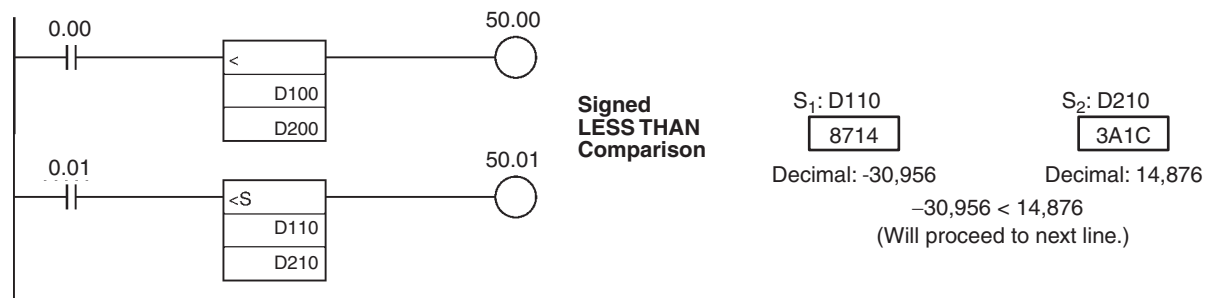 0.00
50.00
<
D100
D200
0.01
50.01
<S
D110
D210
Signed
LESS THAN
Comparison
S₁: D110
S₂: D210
8714
3A1C
Decimal: -30,956
Decimal: 14,876
−30,956 < 14,876
(Will proceed to next line.)